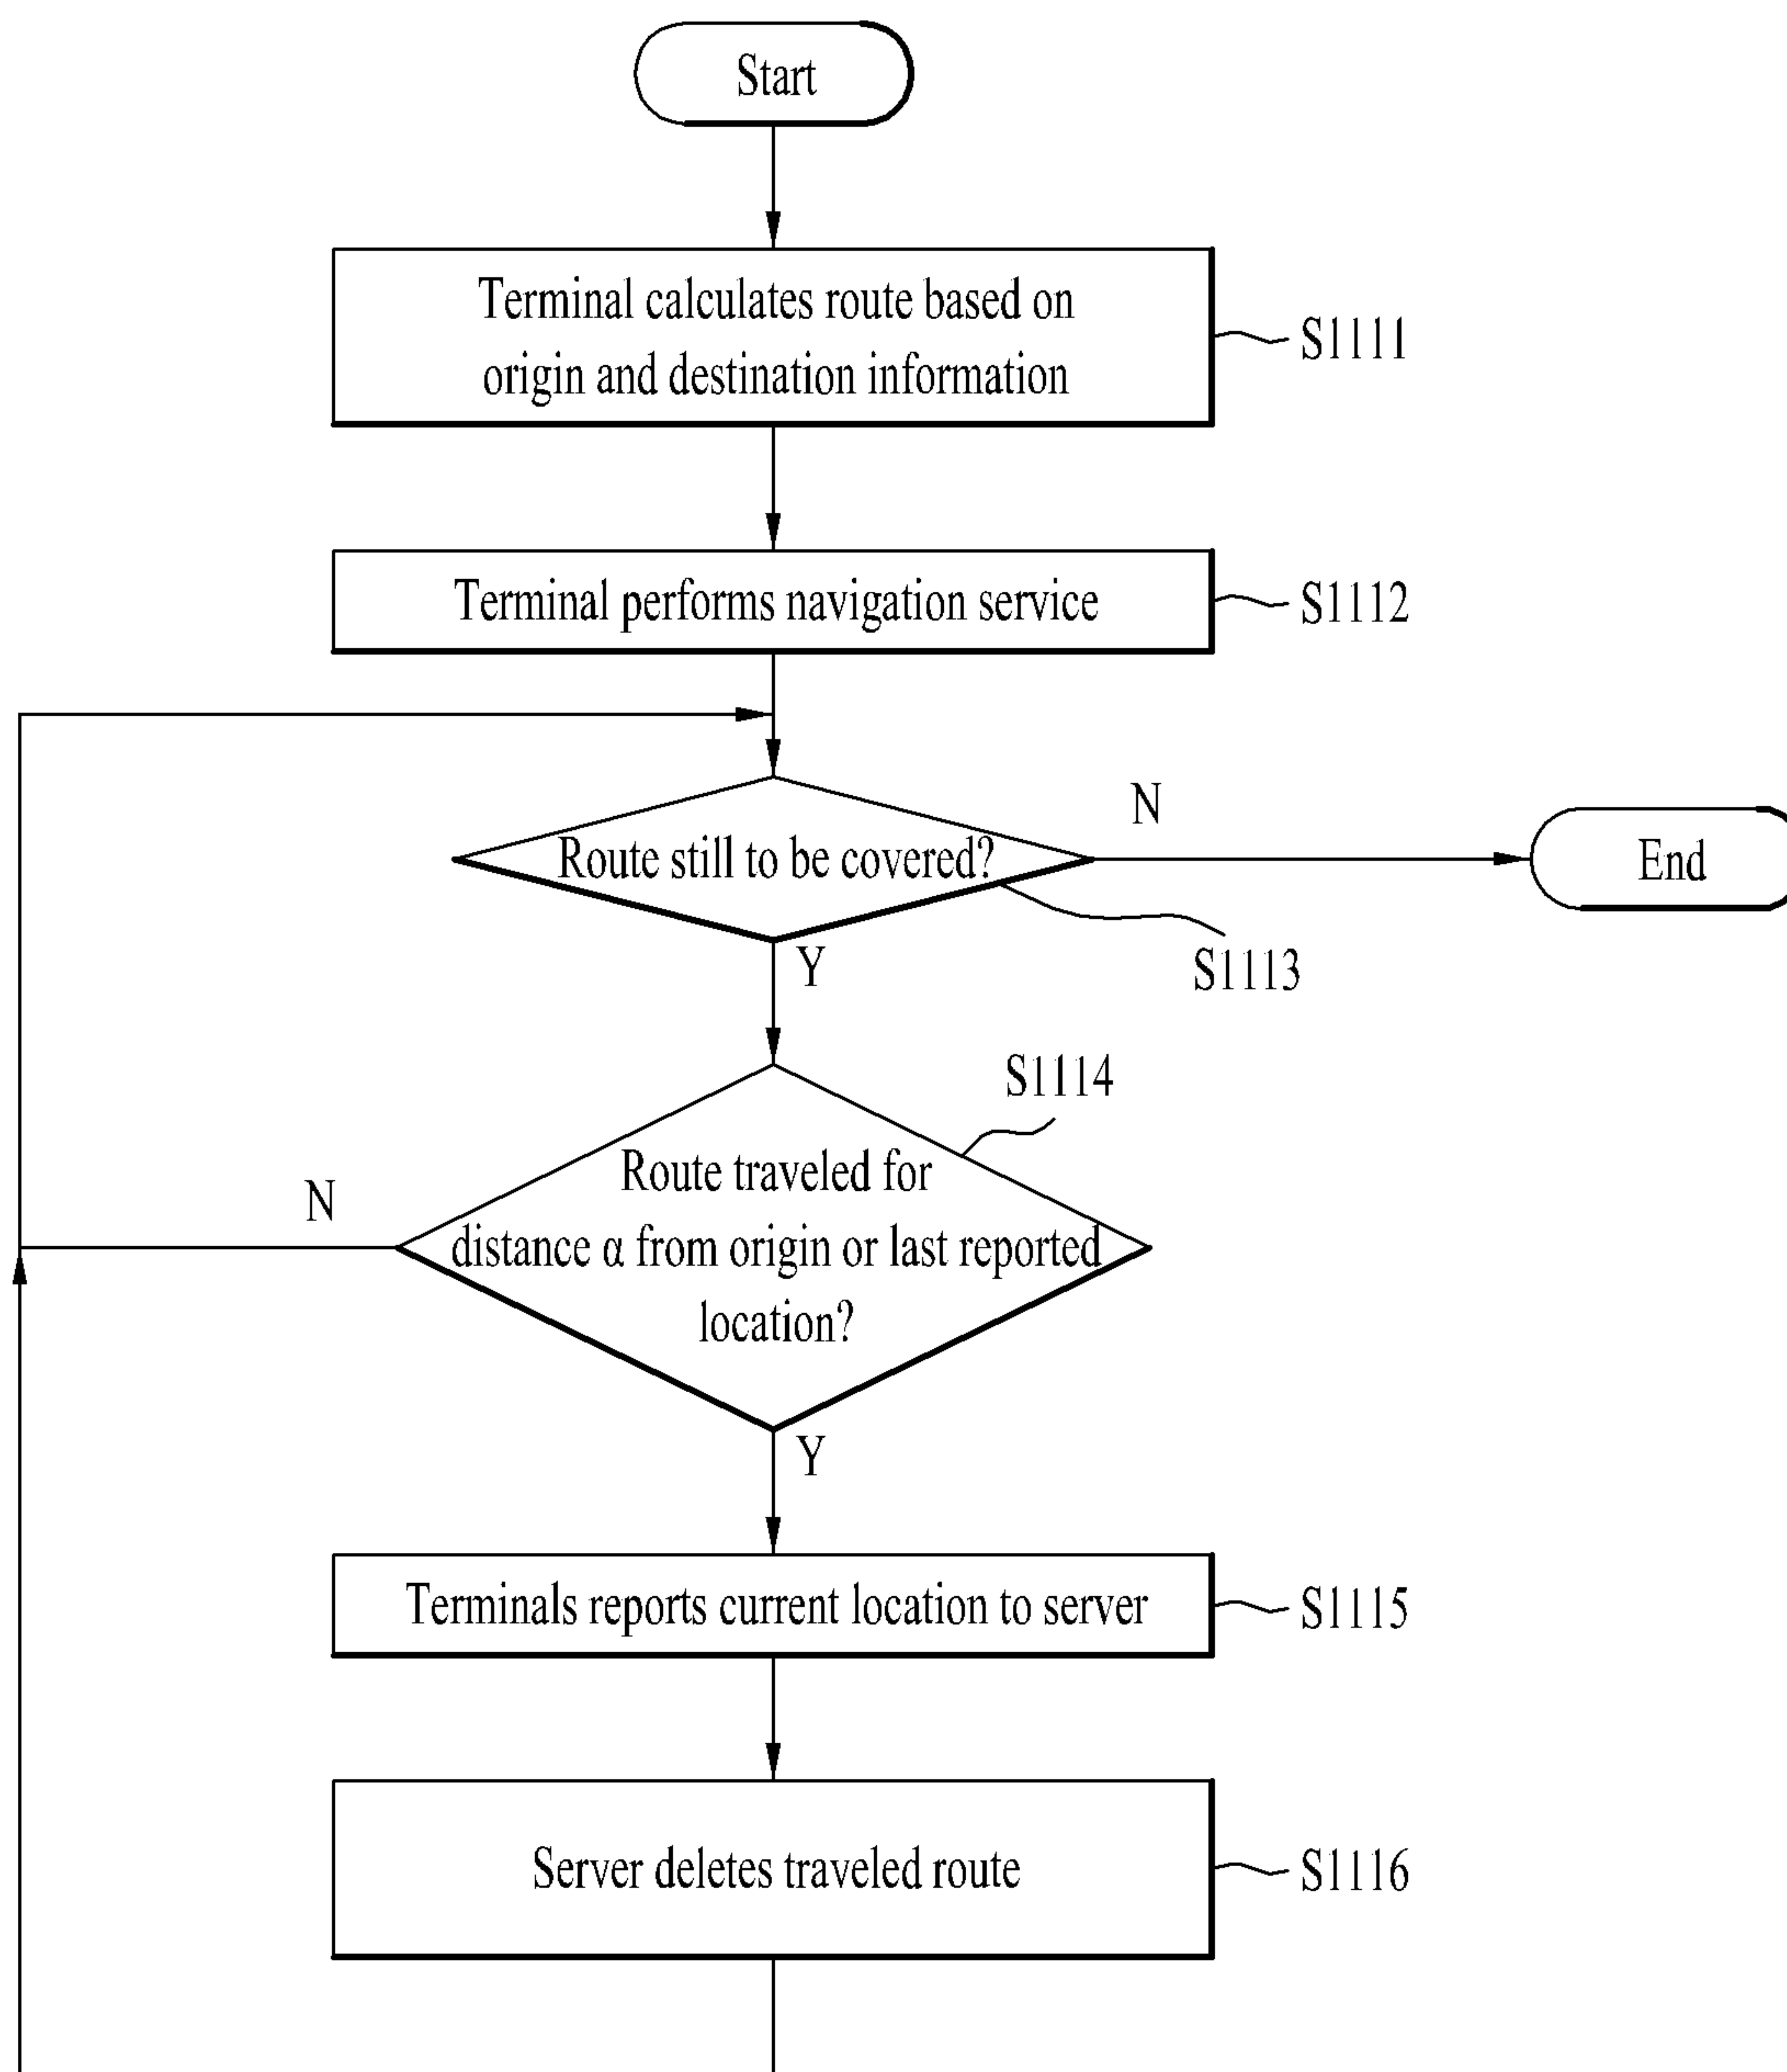 Start
Terminal calculates route based on
origin and destination information
S1111
Terminal performs navigation service
S1112
N
Route still to be covered?
End
Y
S1113
S1114
Route traveled for
N
distance α from origin or last reported
location?
Y
Terminals reports current location to server
S1115
Server deletes traveled route
S1116